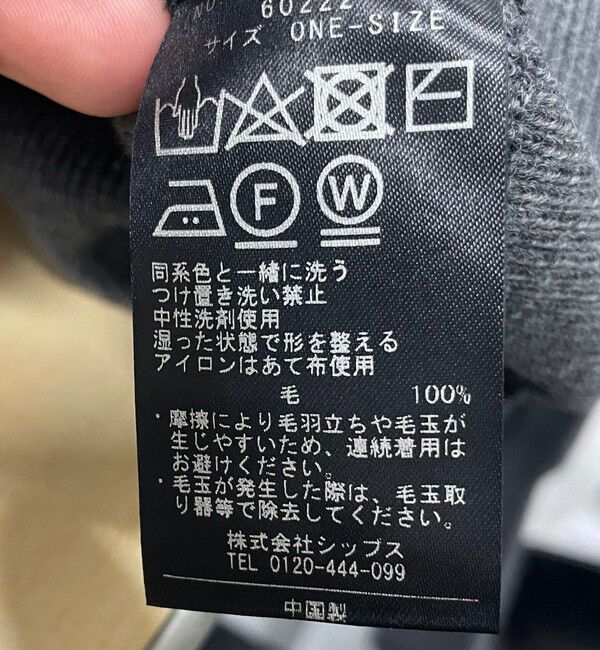 NO 60222
サイズ ONE-SIZE
F W
同系色と一緒に洗う
つけ置き洗い禁止
中性洗剤使用
湿った状態で形を整える
アイロンはあて布使用
毛 100%
・摩擦により毛羽立ちや毛玉が
生じやすいため、連続着用は
お避けください。
・毛玉が発生した際は、毛玉取
り器等で除去してください。
株式会社シップス
TEL 0120-444-099
中国製